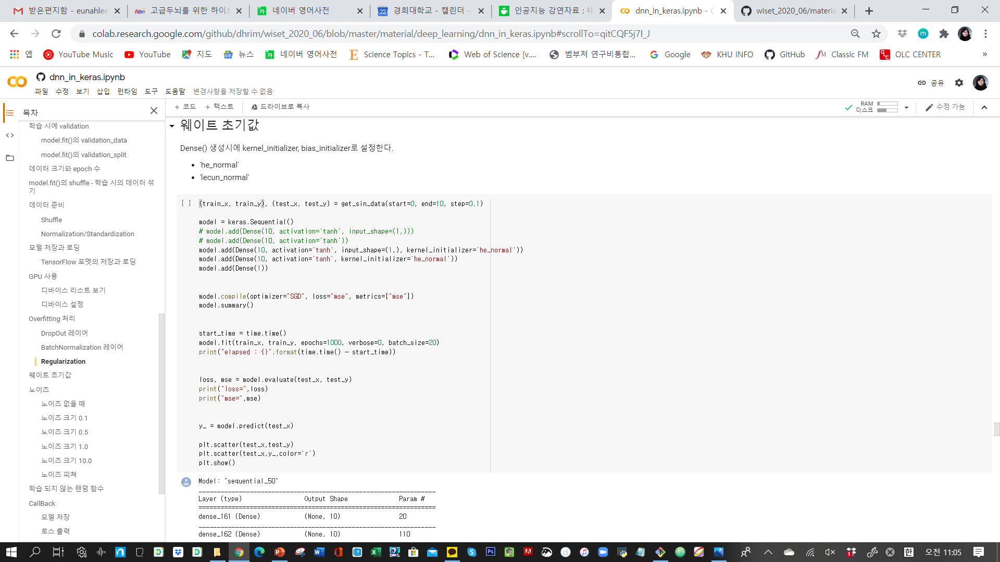 받은편지함 - eunahlee
고급두뇌를 위한 하이브
네이버 영어사전
경희대학교 - 캘린더 -
인공지능 강연자료 : 네
dnn_in_keras.ipynb - C
wiset_2020_06/materia
colab.research.google.com/github/dhrim/wiset_2020_06/blob/master/material/deep_learning/dnn_in_keras.ipynb#scrollTo=qitCQF5j7I_J
앱 YouTube Music YouTube 지도 뉴스 네이버 영어사전 Science Topics - T... Web of Science [v.... 범부처 연구비통합... Google KHU INFO GitHub Classic FM OLC CENTER »
dnn_in_keras.ipynb
파일 수정 보기 삽입 런타임 도구 도움말 변경사항을 저장할 수 없음
공유
+ 코드 + 텍스트 드라이브로 복사
RAM
디스크
수정 가능
목차
학습 시에 validation
model.fit()의 validation_data
model.fit()의 validation_split
데이터 크기와 epoch 수
model.fit()의 shuffle - 학습 시의 데이터 섞
기
데이터 준비
Shuffle
Normalization/Standardization
모델 저장과 로딩
TensorFlow 포멧의 저장과 로딩
GPU 사용
디바이스 리스트 보기
디바이스 설정
Overfitting 처리
DropOut 레이어
BatchNormalization 레이어
Regularization
웨이트 초기값
노이즈
노이즈 없을 때
노이즈 크기 0.1
노이즈 크기 0.5
노이즈 크기 1.0
노이즈 크기 10.0
노이즈 피쳐
학습 되지 않는 랜덤 함수
CallBack
모델 저장
로스 출력
웨이트 초기값
Dense() 생성시에 kernel_initializer, bias_initializer로 설정한다.
• 'he_normal'
• 'lecun_normal'
[ ] (train_x, train_y), (test_x, test_y) = get_sin_data(start=0, end=10, step=0.1)
model = keras.Sequential()
# model.add(Dense(10, activation='tanh', input_shape=(1,)))
# model.add(Dense(10, activation='tanh'))
model.add(Dense(10, activation='tanh', input_shape=(1,), kernel_initializer='he_normal'))
model.add(Dense(10, activation='tanh', kernel_initializer='he_normal'))
model.add(Dense(1))
model.compile(optimizer="SGD", loss="mse", metrics=["mse"])
model.summary()
start_time = time.time()
model.fit(train_x, train_y, epochs=1000, verbose=0, batch_size=20)
print("elapsed : {}".format(time.time() - start_time))
loss, mse = model.evaluate(test_x, test_y)
print("loss=",loss)
print("mse=",mse)
y_ = model.predict(test_x)
plt.scatter(test_x,test_y)
plt.scatter(test_x,y_,color='r')
plt.show()
Model: "sequential_50"
Layer (type) Output Shape Param #
dense_161 (Dense) (None, 10) 20
dense_162 (Dense) (None, 10) 110
한
오전 11:05